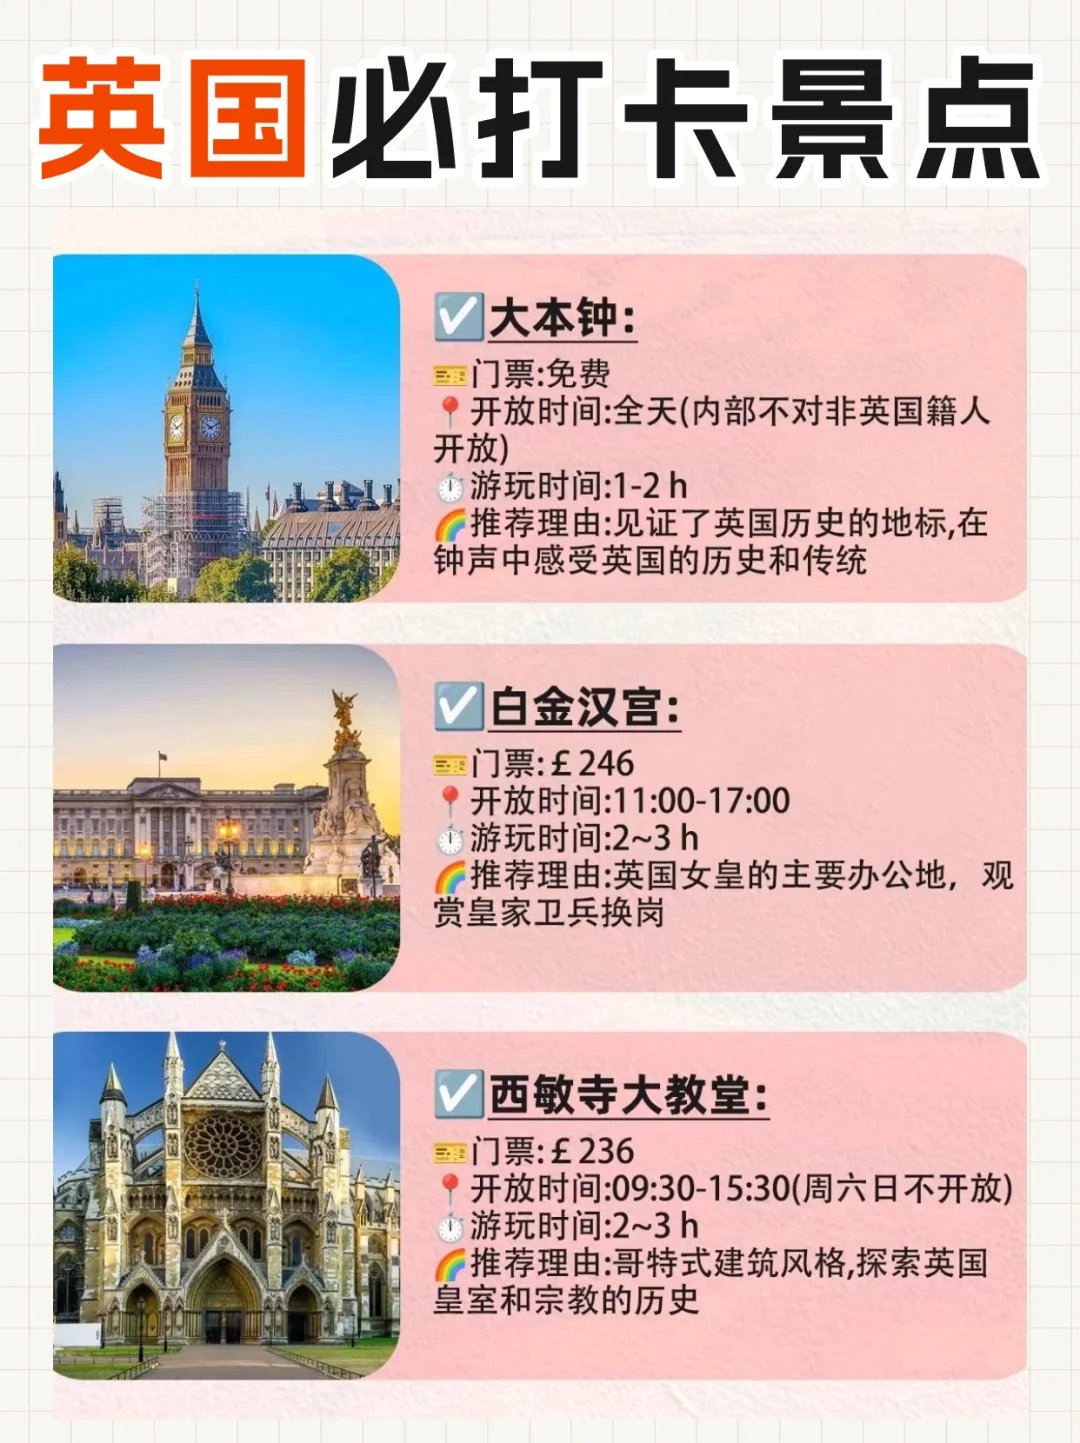 英国必打卡景点
☑️大本钟:
🎫门票:免费
📍开放时间:全天(内部不对非英国籍人
开放)
⏱️游玩时间:1-2 h
🌈推荐理由:见证了英国历史的地标,在
钟声中感受英国的历史和传统
☑️白金汉宫:
🎫门票:£246
📍开放时间:11:00-17:00
⏱️游玩时间:2~3 h
🌈推荐理由:英国女皇的主要办公地，观
赏皇家卫兵换岗
☑️西敏寺大教堂:
🎫门票:£236
📍开放时间:09:30-15:30(周六日不开放)
⏱️游玩时间:2~3 h
🌈推荐理由:哥特式建筑风格,探索英国
皇室和宗教的历史